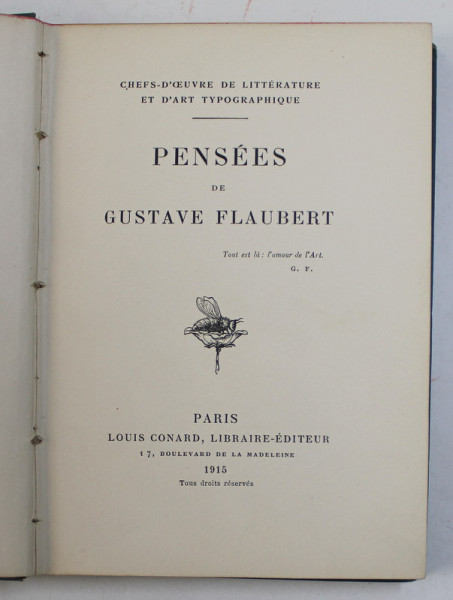 CHEFS-D'ŒUVRE DE LITTÉRATURE
ET D'ART TYPOGRAPHIQUE
PENSÉES
DE
GUSTAVE FLAUBERT
Tout est là : l'amour de l'Art.
G. F.
PARIS
LOUIS CONARD, LIBRAIRE-ÉDITEUR
17, BOULEVARD DE LA MADELEINE
1915
Tous droits réservés